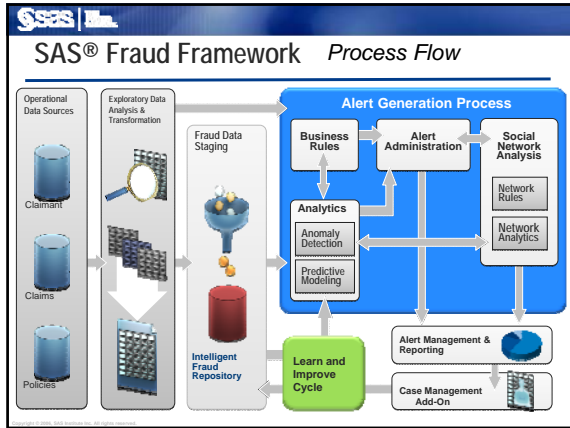 SAS® Fraud Framework Process Flow
Operational
Data Sources
Claimant
Claims
Policies
Exploratory Data
Analysis &
Transformation
Fraud Data
Staging
Intelligent
Fraud
Repository
Alert Generation Process
Business
Rules
Alert
Administration
Social
Network
Analysis
Network
Rules
Network
Analytics
Analytics
Anomaly
Detection
Predictive
Modeling
Learn and
Improve
Cycle
Alert Management &
Reporting
Case Management
Add-On